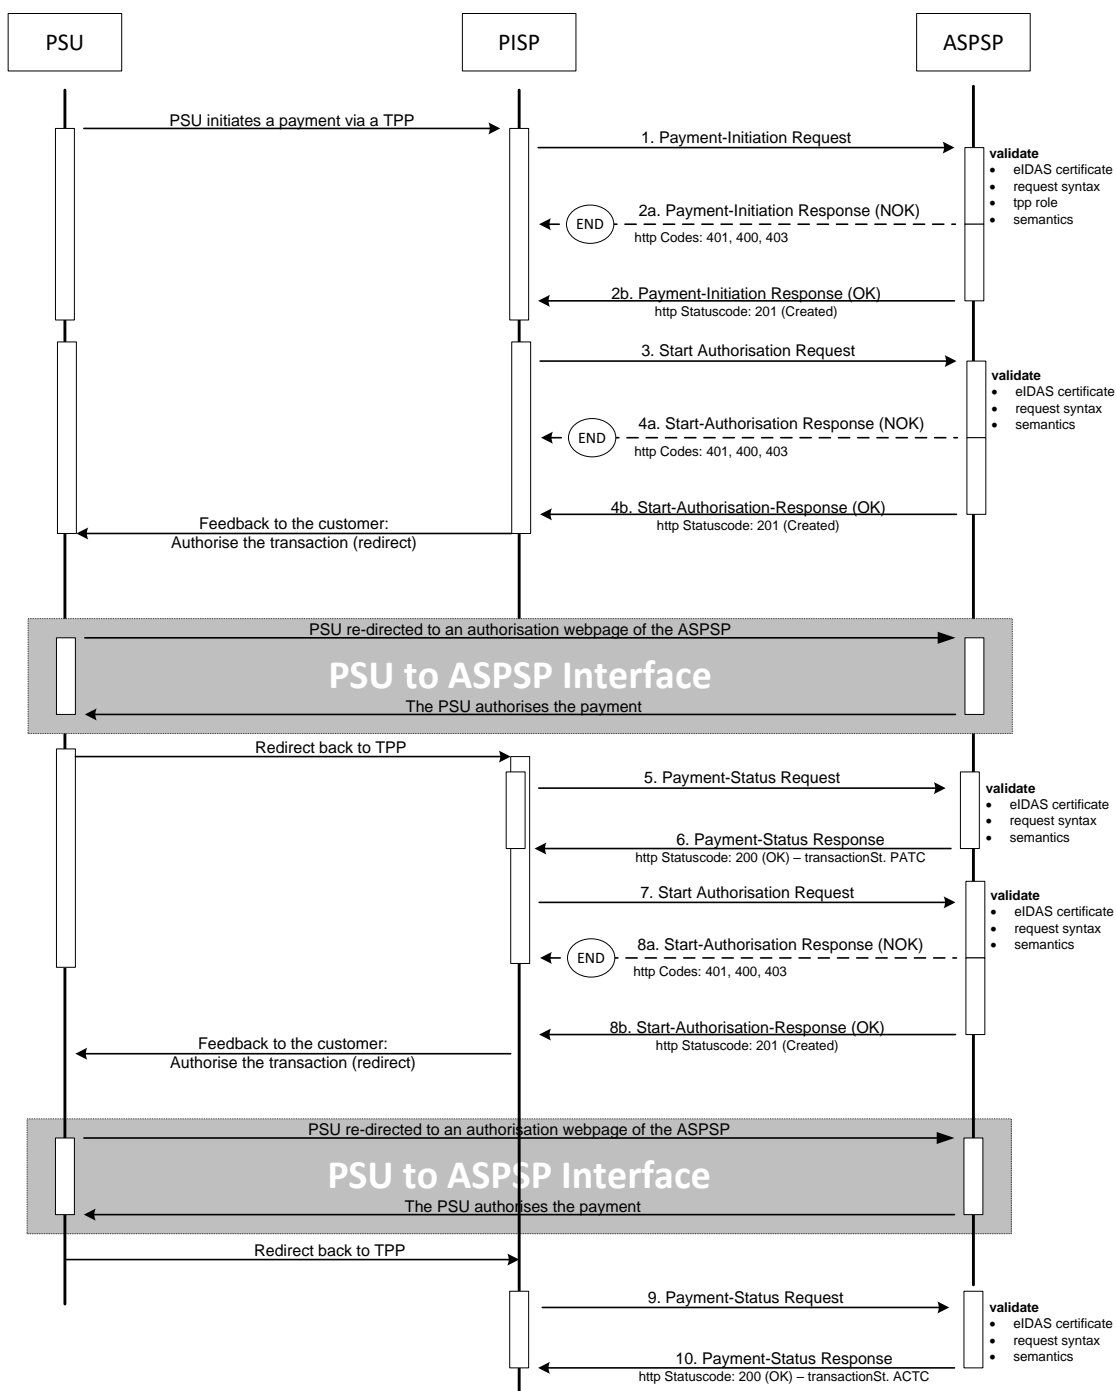 PSU
PISP
ASPSP
PSU initiates a payment via a TPP
1. Payment-Initiation Request
validate
• eIDAS certificate
• request syntax
• tpp role
• semantics
END
2a. Payment-Initiation Response (NOK)
http Codes: 401, 400, 403
2b. Payment-Initiation Response (OK)
http Statuscode: 201 (Created)
3. Start Authorisation Request
validate
• eIDAS certificate
• request syntax
• semantics
END
4a. Start-Authorisation Response (NOK)
http Codes: 401, 400, 403
4b. Start-Authorisation-Response (OK)
http Statuscode: 201 (Created)
Feedback to the customer:
Authorise the transaction (redirect)
PSU re-directed to an authorisation webpage of the ASPSP
PSU to ASPSP Interface
The PSU authorises the payment
Redirect back to TPP
5. Payment-Status Request
validate
• eIDAS certificate
• request syntax
• semantics
6. Payment-Status Response
http Statuscode: 200 (OK) – transactionSt. PATC
7. Start Authorisation Request
validate
• eIDAS certificate
• request syntax
• semantics
END
8a. Start-Authorisation Response (NOK)
http Codes: 401, 400, 403
8b. Start-Authorisation-Response (OK)
http Statuscode: 201 (Created)
Feedback to the customer:
Authorise the transaction (redirect)
PSU re-directed to an authorisation webpage of the ASPSP
PSU to ASPSP Interface
The PSU authorises the payment
Redirect back to TPP
9. Payment-Status Request
validate
• eIDAS certificate
• request syntax
• semantics
10. Payment-Status Response
http Statuscode: 200 (OK) – transactionSt. ACTC